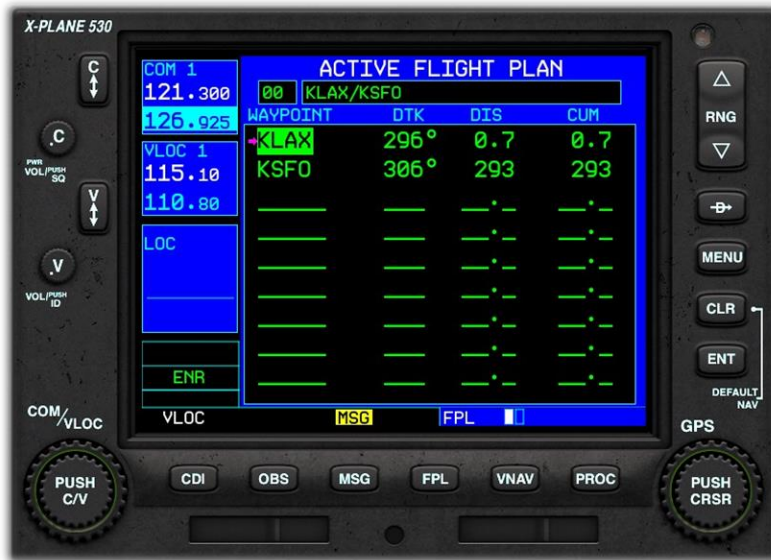 X-PLANE 530
C
.C
PWR
VOL/PUSH
SQ
V
.V
VOL/PUSH
ID
COM/VLOC
PUSH
C/V
COM 1
121.300
126.925
VLOC 1
115.10
110.80
LOC
ENR
VLOC
ACTIVE FLIGHT PLAN
00 KLAX/KSFO
WAYPOINT DTK DIS CUM
KLAX 296° 0.7 0.7
KSFO 306° 293 293
MSG
FPL
CDI OBS MSG FPL VNAV PROC
RNG
D
MENU
CLR
ENT
DEFAULT
NAV
GPS
PUSH
CRSR